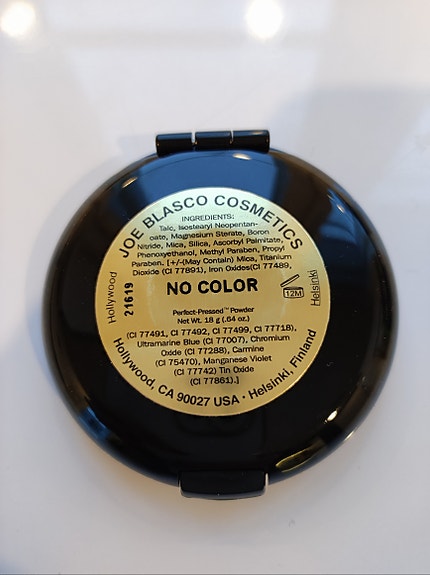 JOE BLASCO COSMETICS
INGREDIENTS:
Talc, Isostearyl Neopentan-
oate, Magnesium Sterate, Boron
Nitride, Mica, Silica, Ascorbyl Palmitate,
Phenoxyethanol, Methyl Paraben, Propyl
Paraben. [+/-(May Contain) Mica, Titanium
Dioxide (CI 77891), Iron Oxides(CI 77489,
Hollywood
21619
NO COLOR
12M
Helsinki
Perfect-Pressed™ Powder
Net Wt. 18 g (.64 oz.)
(CI 77491, CI 77492, CI 77499, CI 77718),
Ultramarine Blue (CI 77007), Chromium
Oxide (CI 77288), Carmine
(CI 75470), Manganese Violet
(CI 77742) Tin Oxide
(CI 77861).]
Hollywood, CA 90027 USA • Helsinki, Finland